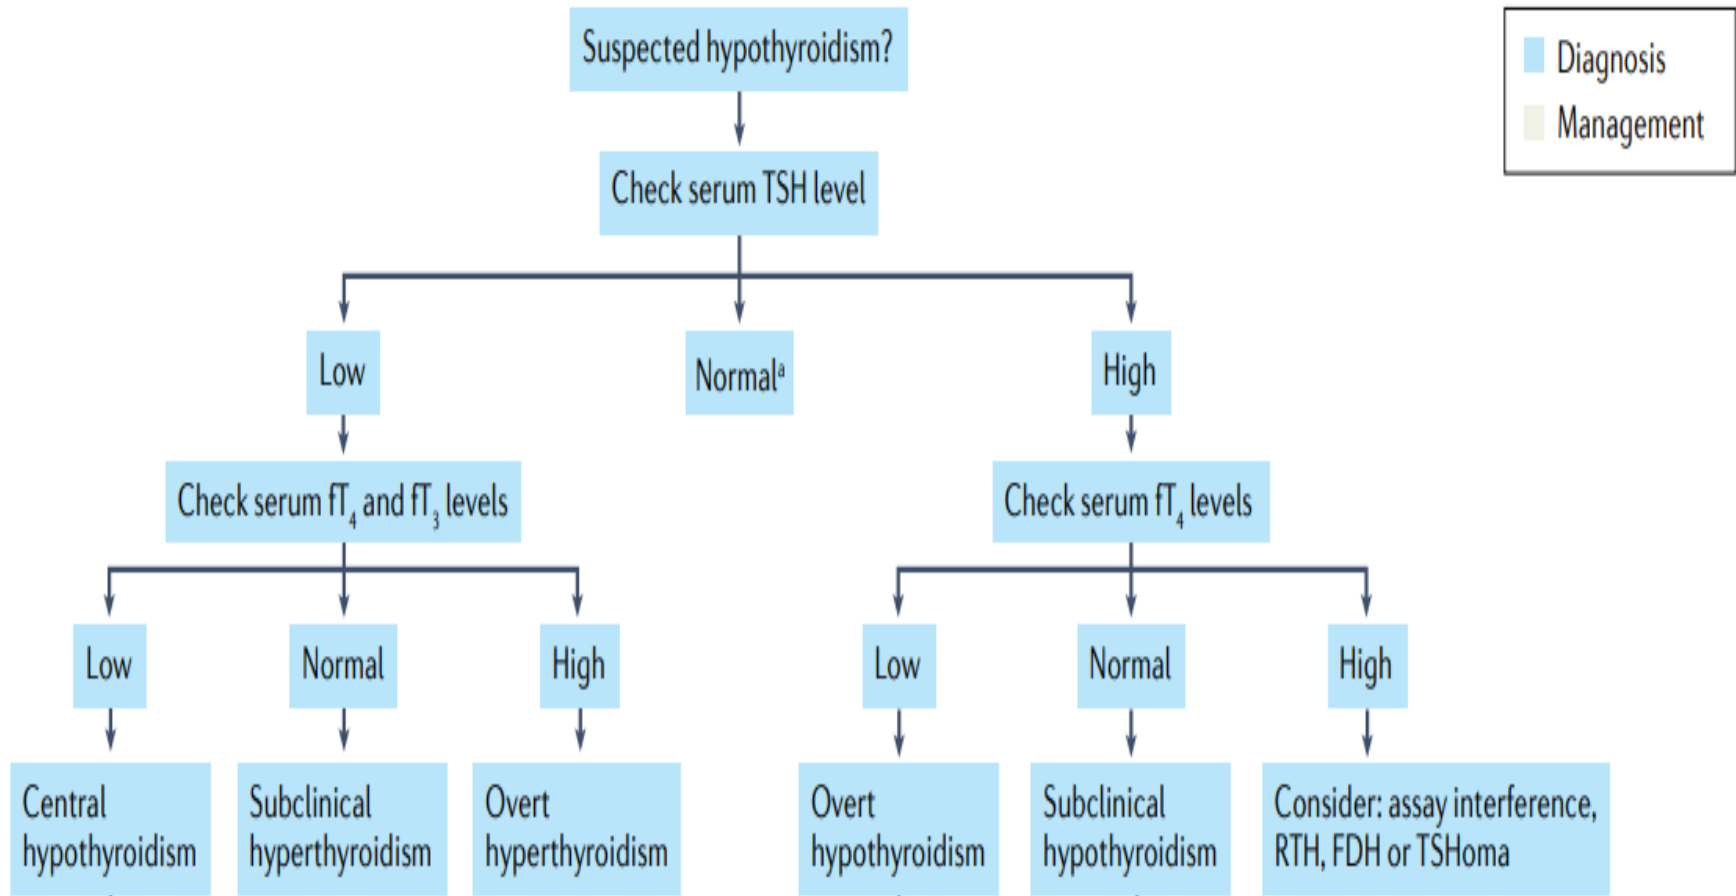 Suspected hypothyroidism?
Diagnosis
Management
Check serum TSH level
Low
Normalᵃ
High
Check serum fT₄ and fT₃ levels
Check serum fT₄ levels
Low
Normal
High
Low
Normal
High
Central
hypothyroidism
Subclinical
hyperthyroidism
Overt
hyperthyroidism
Overt
hypothyroidism
Subclinical
hypothyroidism
Consider: assay interference,
RTH, FDH or TSHoma